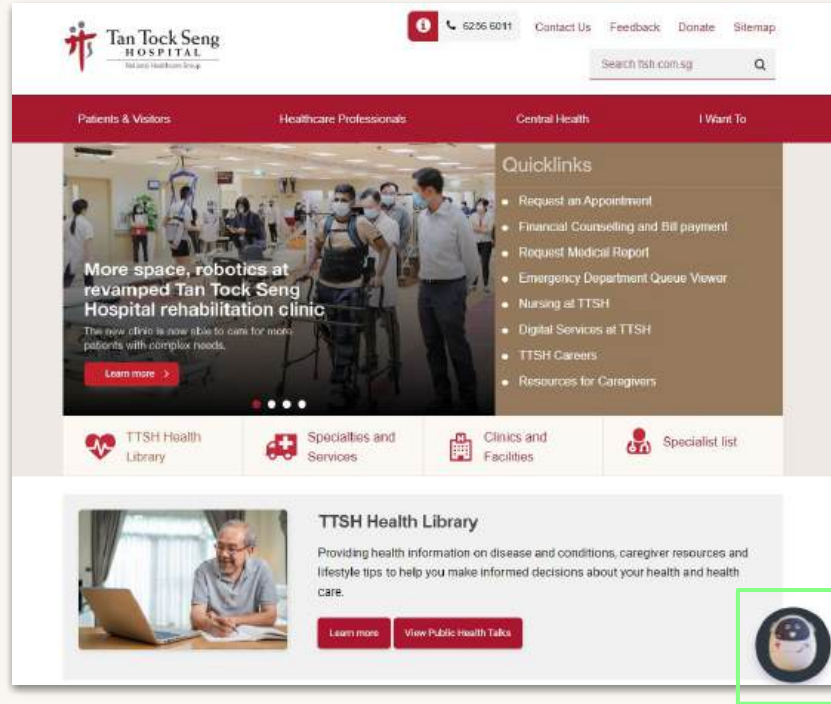 Tan Tock Seng
HOSPITAL
National Healthcare Group
6256 6011
Contact Us
Feedback
Donate
Sitemap
Search ttsh.com.sg
Patients & Visitors
Healthcare Professionals
Central Health
I Want To
More space, robotics at
revamped Tan Tock Seng
Hospital rehabilitation clinic
The new clinic is now able to care for more
patients with complex needs.
Learn more >
Quicklinks
Request an Appointment
Financial Counselling and Bill payment
Request Medical Report
Emergency Department Queue Viewer
Nursing at TTSH
Digital Services at TTSH
TTSH Careers
Resources for Caregivers
TTSH Health
Library
Specialties and
Services
Clinics and
Facilities
Specialist list
TTSH Health Library
Providing health information on disease and conditions, caregiver resources and
lifestyle tips to help you make informed decisions about your health and health
care.
Learn more
View Public Health Talks